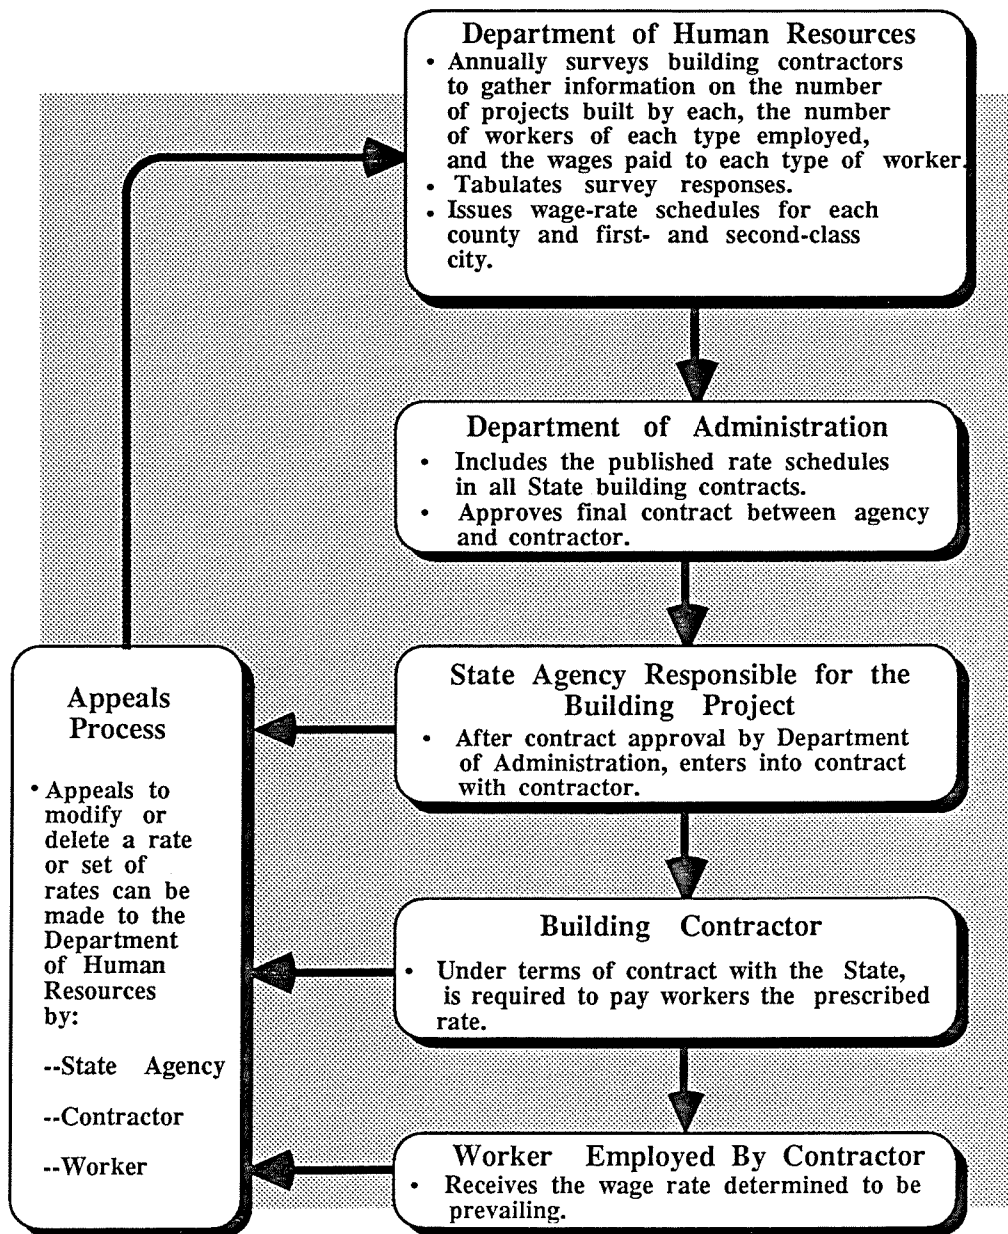 Department of Human Resources
• Annually surveys building contractors
to gather information on the number
of projects built by each, the number
of workers of each type employed,
and the wages paid to each type of worker.
• Tabulates survey responses.
• Issues wage-rate schedules for each
county and first- and second-class
city.
Department of Administration
• Includes the published rate schedules
in all State building contracts.
• Approves final contract between agency
and contractor.
State Agency Responsible for the
Building Project
• After contract approval by Department
of Administration, enters into contract
with contractor.
Building Contractor
• Under terms of contract with the State,
is required to pay workers the prescribed
rate.
Worker Employed By Contractor
• Receives the wage rate determined to be
prevailing.
Appeals
Process
• Appeals to
modify or
delete a rate
or set of
rates can be
made to the
Department
of Human
Resources
by:
--State Agency
--Contractor
--Worker